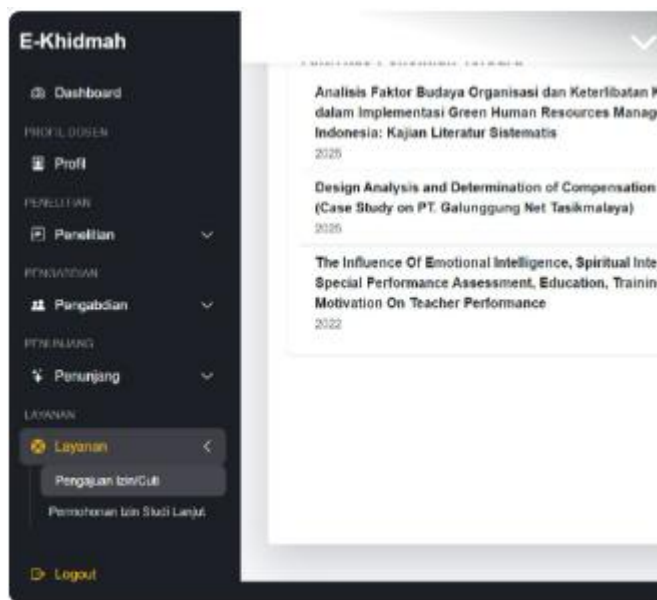 E-Khidmah
Dashboard
PROFIL DOSEN
Profil
PENELITIAN
Penelitian
PENGABDIAN
Pengabdian
PENUNJANG
Penunjang
LAYANAN
Layanan
Pengajuan Izin/Cuti
Permohonan Izin Studi Lanjut
Logout
Analisis Faktor Budaya Organisasi dan Keterlibatan K
dalam Implementasi Green Human Resources Manag
Indonesia: Kajian Literatur Sistematis
Design Analysis and Determination of Compensation
(Case Study on PT. Galunggung Net Tasikmalaya)
The Influence Of Emotional Intelligence, Spiritual Inte
Special Performance Assessment, Education, Trainin
Motivation On Teacher Performance
2022